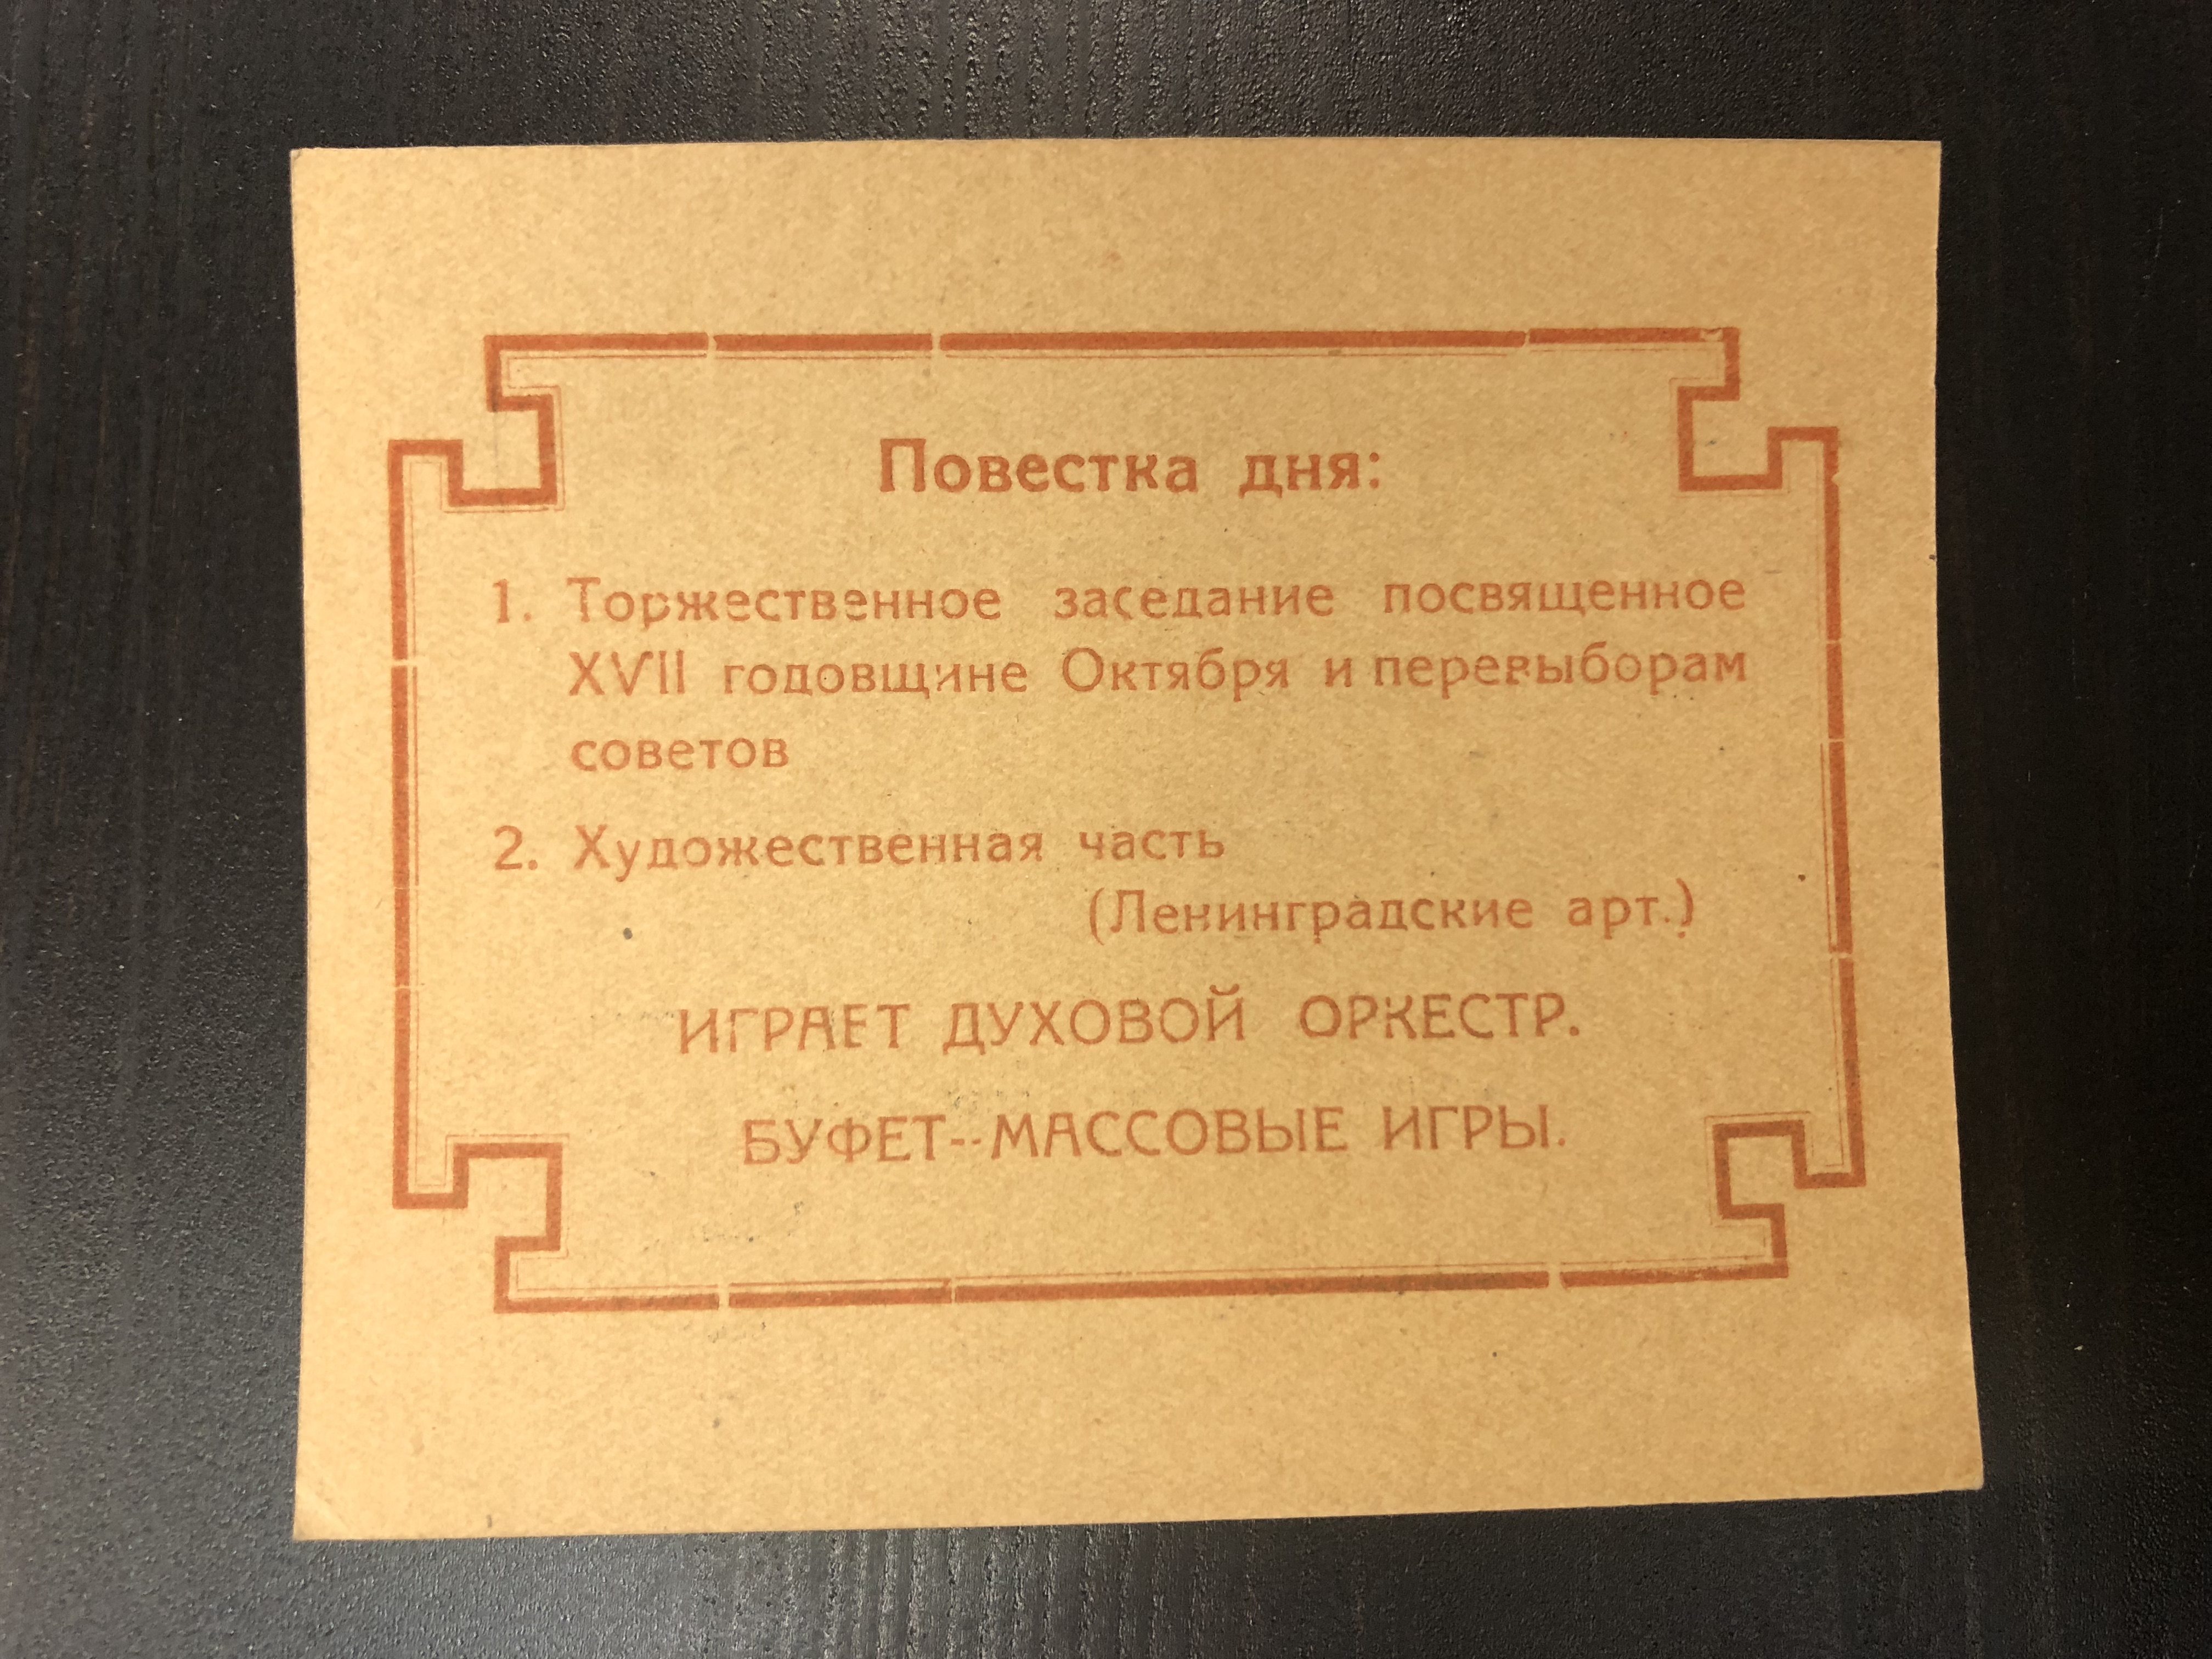 Повестка дня:
1. Торжественное заседание посвященное
XVII годовщине Октября и перевыборам
советов
2. Художественная часть
(Ленинградские арт.)
ИГРАЕТ ДУХОВОЙ ОРКЕСТР.
БУФЕТ--МАССОВЫЕ ИГРЫ.